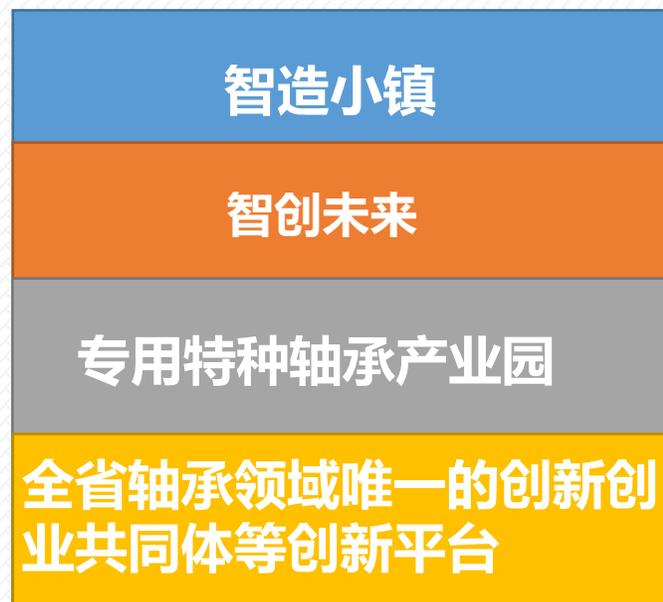 智造小镇
智创未来
专用特种轴承产业园
全省轴承领域唯一的创新创
业共同体等创新平台